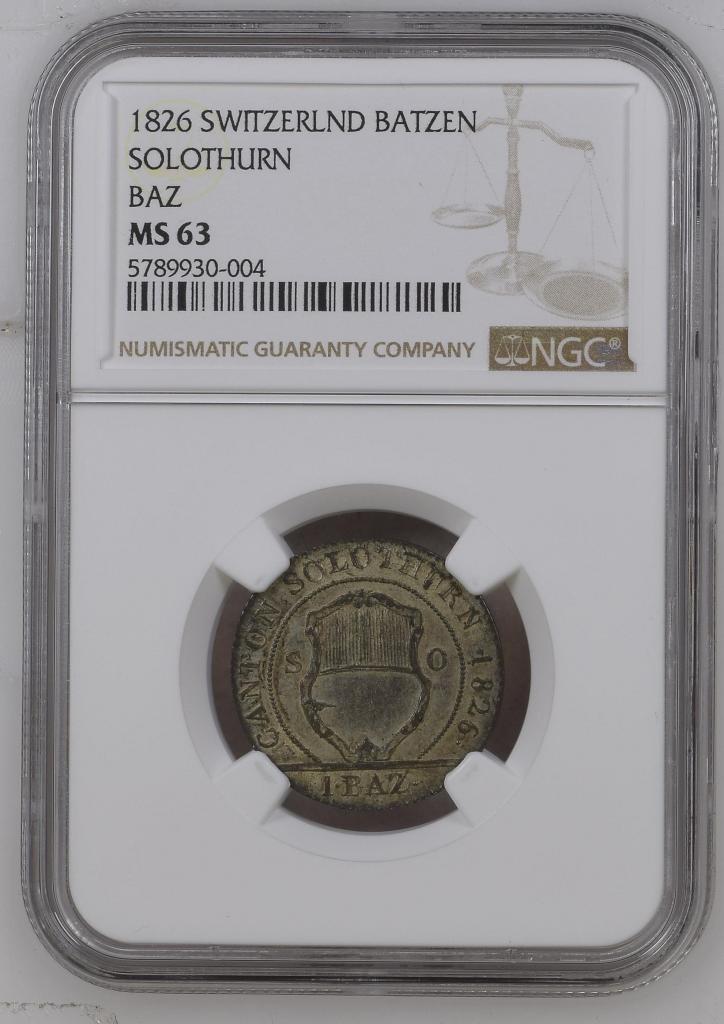 1826 SWITZERLND BATZEN
SOLOTHURN
BAZ
MS 63
5789930-004
NUMISMATIC GUARANTY COMPANY
NGC®
CANTON SOLOTHURN 1826
S O
1·BAZ·